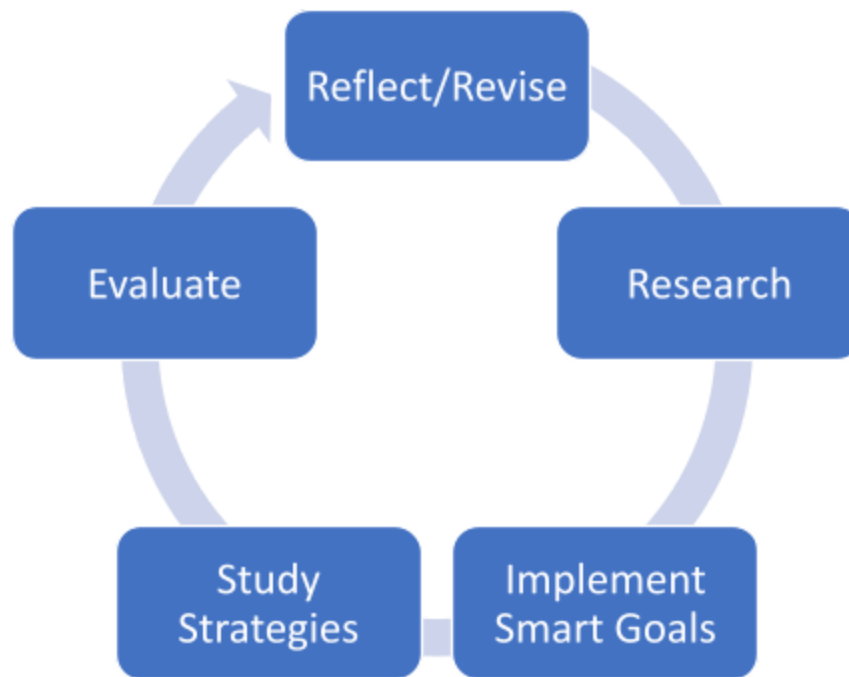 Reflect/Revise
Research
Implement
Smart Goals
Study
Strategies
Evaluate